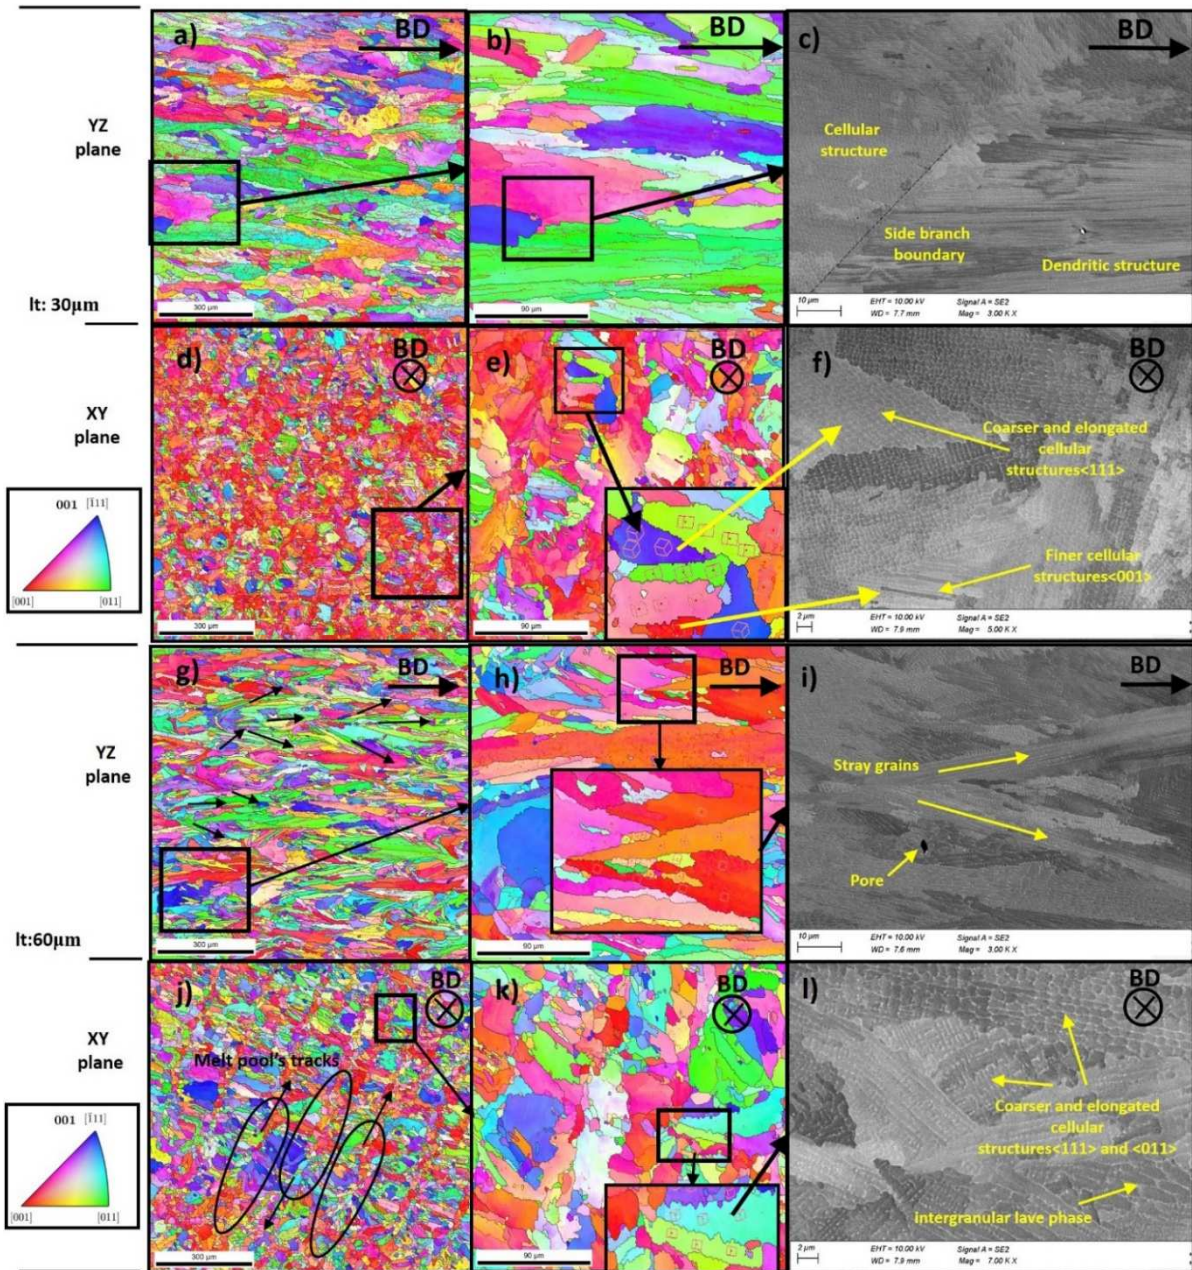 YZ
plane
lt: 30µm
a)
BD
300 µm
b)
BD
90 µm
c)
BD
Cellular
structure
Side branch
boundary
Dendritic structure
10 µm
EHT = 10.00 kV
Signal A = SE2
WD = 7.7 mm
Mag = 3.00 K X
XY
plane
001
[1̄11]
[001]
[011]
d)
BD
300 µm
e)
BD
90 µm
f)
BD
Coarser and elongated
cellular
structures<111>
Finer cellular
structures<001>
2 µm
EHT = 10.00 kV
Signal A = SE2
WD = 7.9 mm
Mag = 5.00 K X
YZ
plane
lt:60µm
g)
BD
300 µm
h)
BD
90 µm
i)
BD
Stray grains
Pore
10 µm
EHT = 10.00 kV
Signal A = SE2
WD = 7.6 mm
Mag = 3.00 K X
XY
plane
001
[1̄11]
[001]
[011]
j)
BD
Melt pool's tracks
300 µm
k)
BD
90 µm
l)
BD
Coarser and elongated
cellular
structures<111> and <011>
intergranular lave phase
2 µm
EHT = 10.00 kV
Signal A = SE2
WD = 7.9 mm
Mag = 7.00 K X